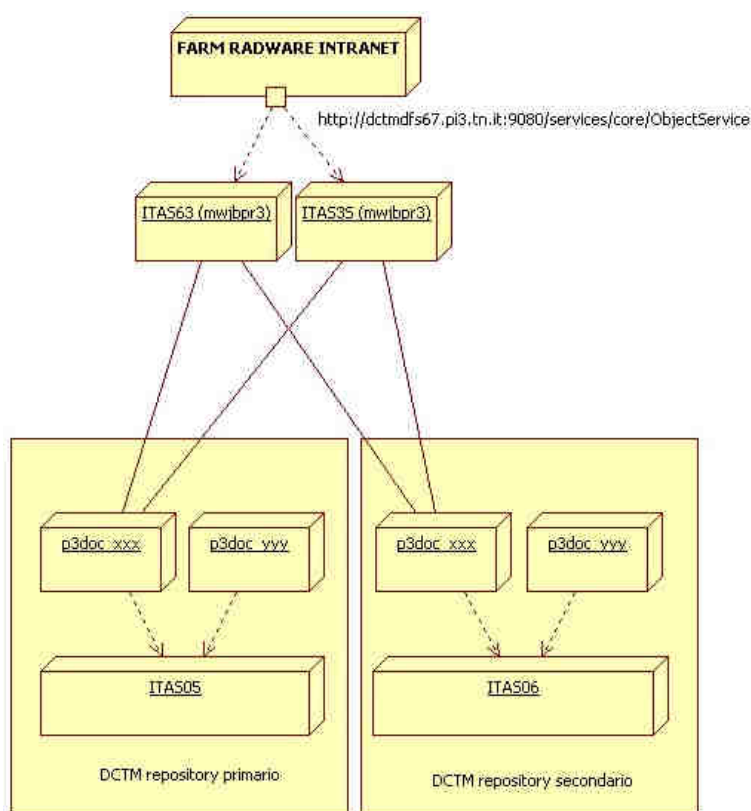 FARM RADWARE INTRANET
http://dctmdfs67.pi3.tn.it:9080/services/core/ObjectService
ITAS63 (mwjbpr3)
ITAS35 (mwjbpr3)
p3doc_xxx
p3doc_yyy
p3doc_xxx
p3doc_yyy
ITAS05
ITAS06
DCTM repository primario
DCTM repository secondario